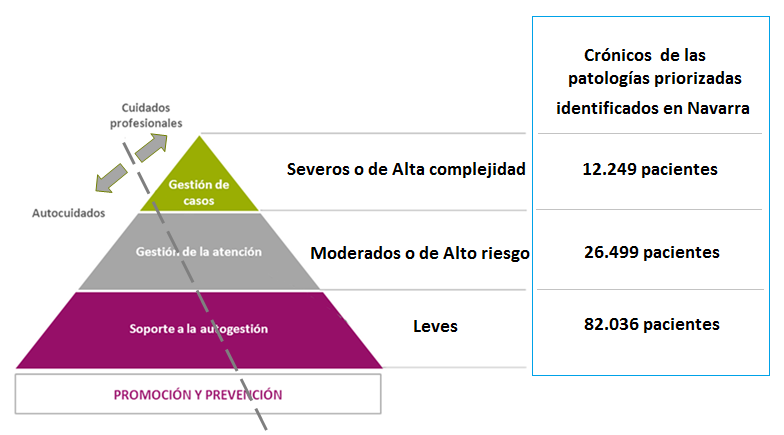 Crónicos de las
patologías priorizadas
identificados en Navarra
Cuidados
profesionales
Autocuidados
Gestión de
casos
Severos o de Alta complejidad
12.249 pacientes
Gestión de la atención
Moderados o de Alto riesgo
26.499 pacientes
Soporte a la autogestión
Leves
82.036 pacientes
PROMOCIÓN Y PREVENCIÓN